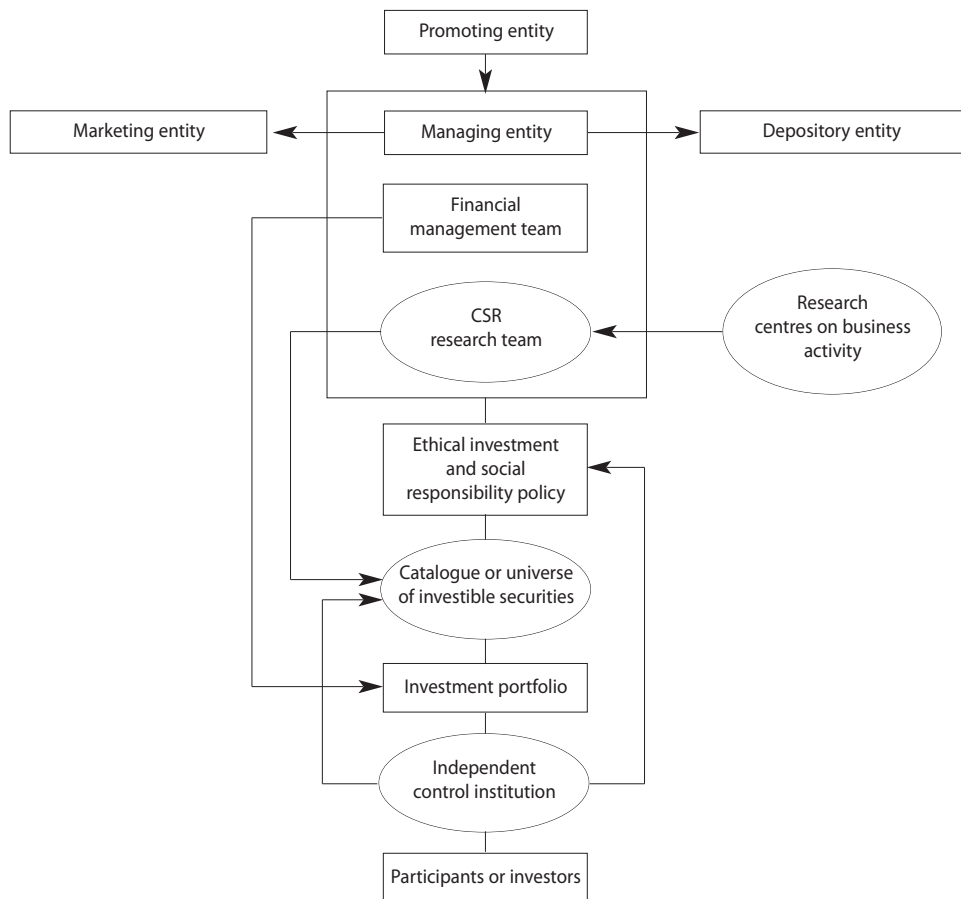 Promoting entity
Marketing entity
Managing entity
Depository entity
Financial
management team
CSR
research team
Research
centres on business
activity
Ethical investment
and social
responsibility policy
Catalogue or universe
of investible securities
Investment portfolio
Independent
control institution
Participants or investors